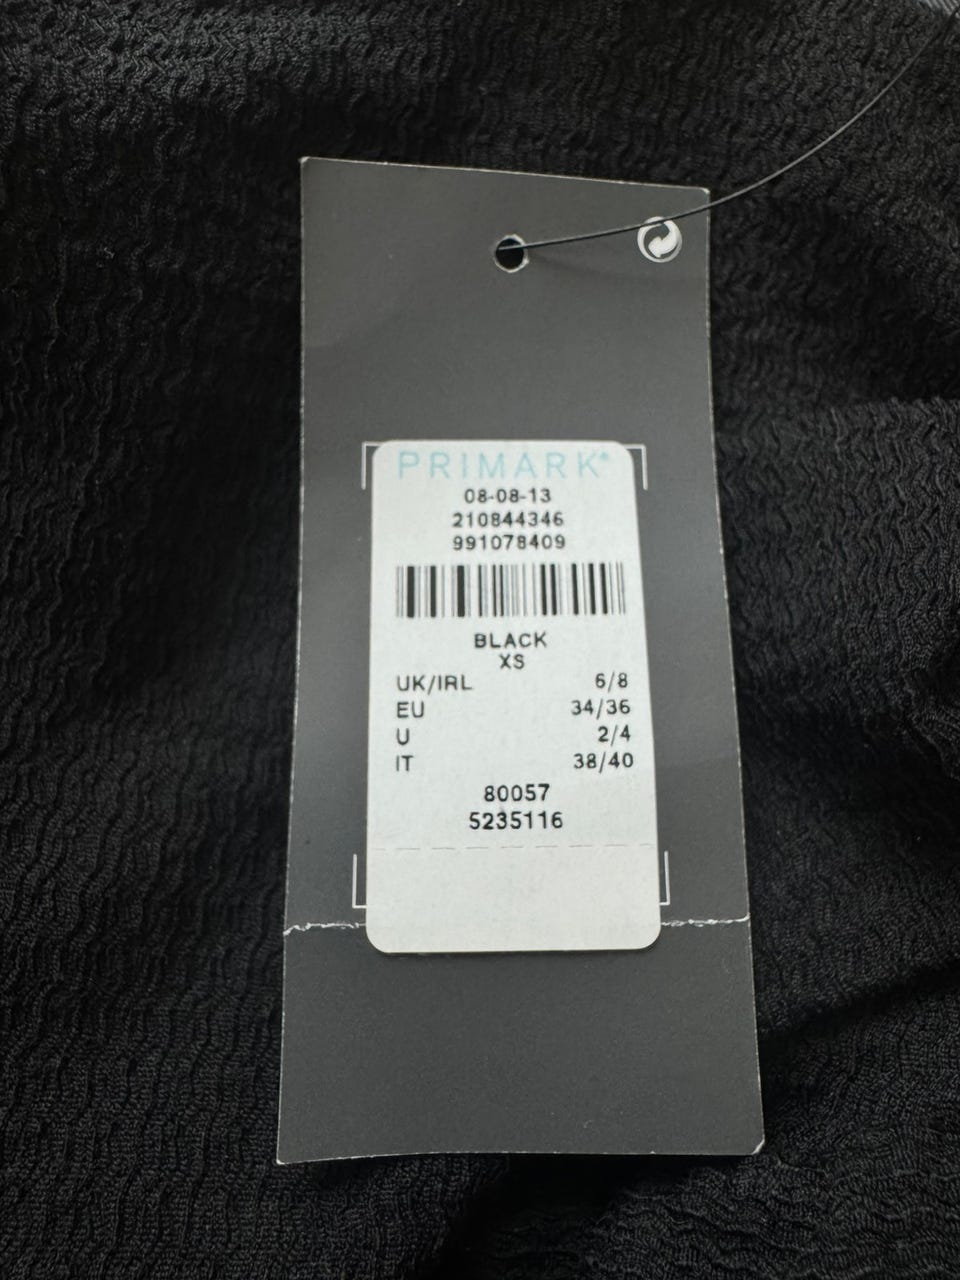 PRIMARK®
08-08-13
210844346
991078409
BLACK
XS
UK/IRL 6/8
EU 34/36
U 2/4
IT 38/40
80057
5235116